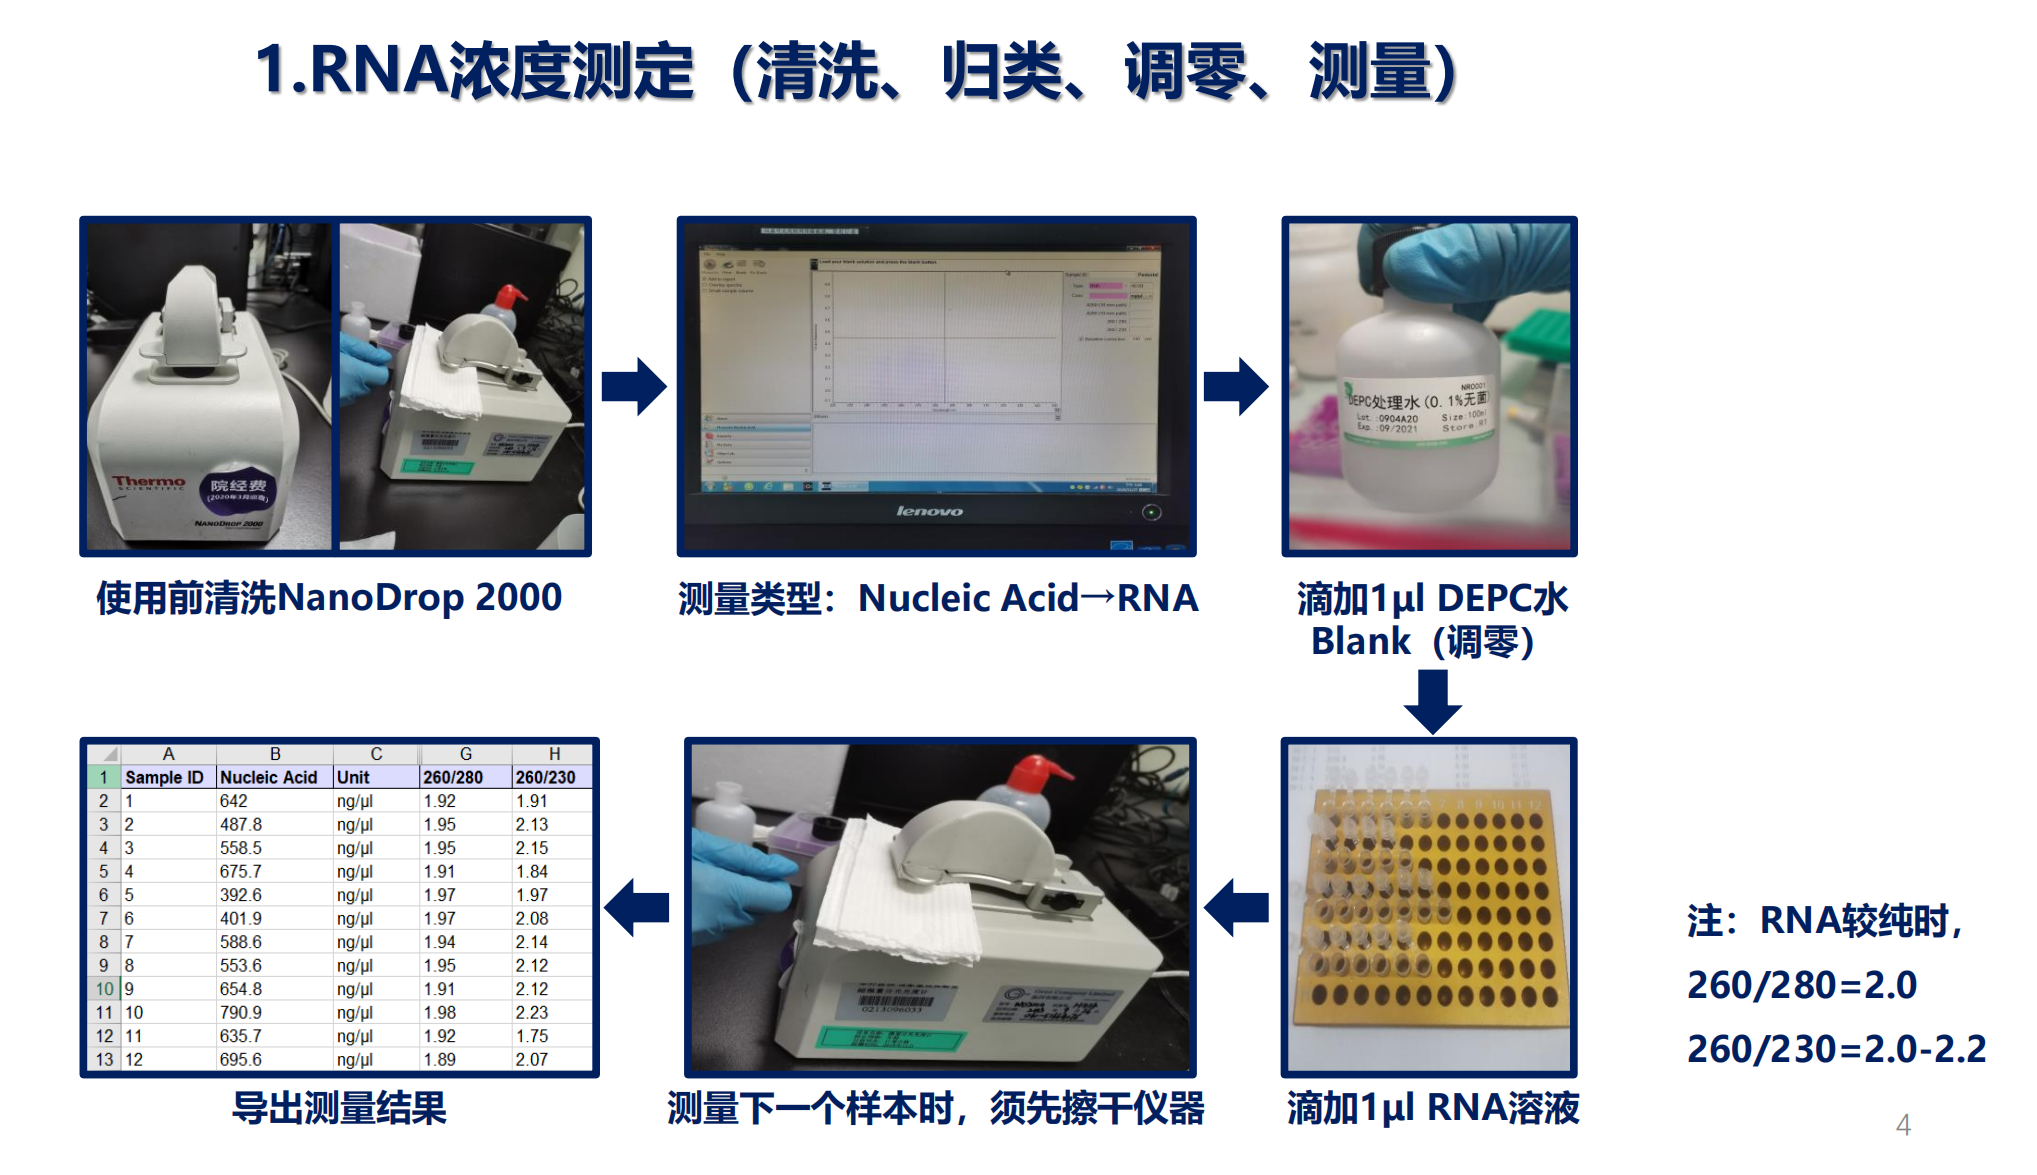 1.RNA浓度测定（清洗、归类、调零、测量）
Thermo
SCIENTIFIC
院经费
NANODROP 2000
lenovo
NRC001
DEPC处理水(0.1%无菌)
Lot.:0904A20 Size:100ml
Exp.:09/2021 Store RT
使用前清洗NanoDrop 2000
测量类型：Nucleic Acid→RNA
滴加1μl DEPC水
Blank（调零）
A B C G H
1 Sample ID Nucleic Acid Unit 260/280 260/230
2 1 642 ng/μl 1.92 1.91
3 2 487.8 ng/μl 1.95 2.13
4 3 558.5 ng/μl 1.95 2.15
5 4 675.7 ng/μl 1.91 1.84
6 5 392.6 ng/μl 1.97 1.97
7 6 401.9 ng/μl 1.97 2.08
8 7 588.6 ng/μl 1.94 2.14
9 8 553.6 ng/μl 1.95 2.12
10 9 654.8 ng/μl 1.91 2.12
11 10 790.9 ng/μl 1.98 2.23
12 11 635.7 ng/μl 1.92 1.75
13 12 695.6 ng/μl 1.89 2.07
0213096033
7 8 9 10 11 12
注：RNA较纯时，
260/280=2.0
260/230=2.0-2.2
导出测量结果
测量下一个样本时，须先擦干仪器
滴加1μl RNA溶液
4